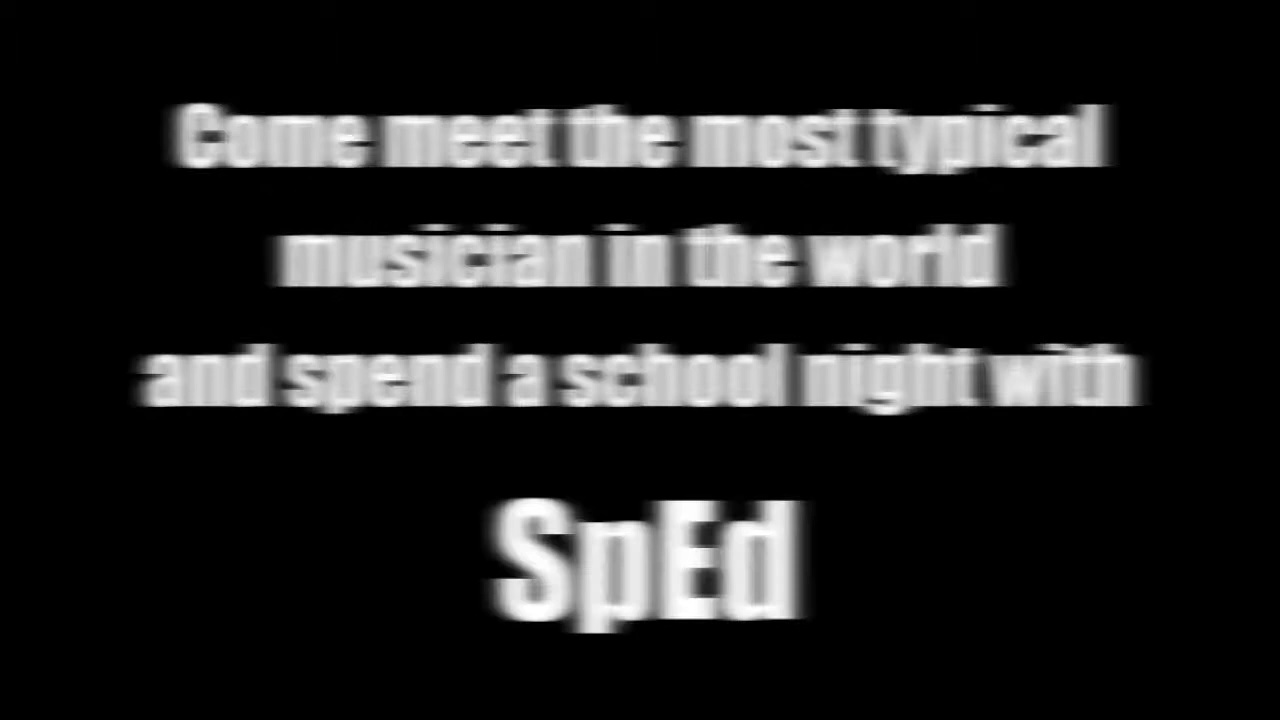 Come meet the most typical
musician in the world
and spend a school night with
SpEd